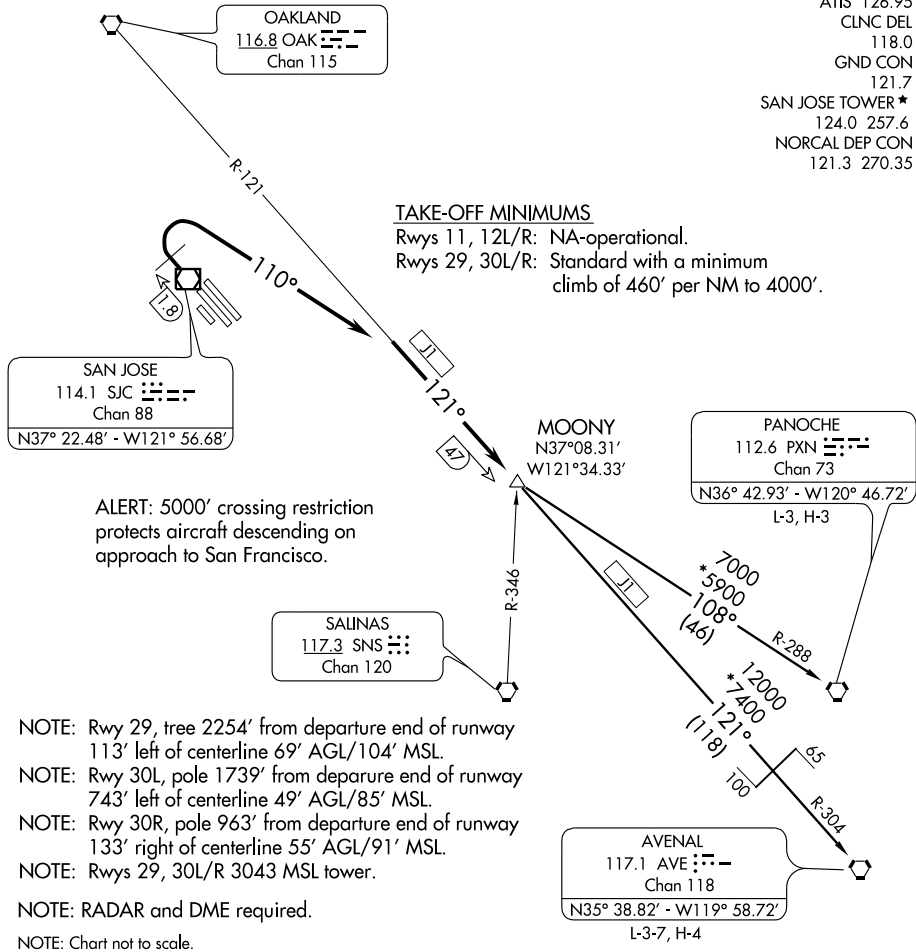 ATIS 126.95
CLNC DEL
118.0
GND CON
121.7
SAN JOSE TOWER★
124.0 257.6
NORCAL DEP CON
121.3 270.35
OAKLAND
116.8 OAK
Chan 115
R-121
TAKE-OFF MINIMUMS
Rwys 11, 12L/R: NA-operational.
Rwys 29, 30L/R: Standard with a minimum
climb of 460′ per NM to 4000′.
110°
1.8
SAN JOSE
114.1 SJC
Chan 88
N37° 22.48′ - W121° 56.68′
J1
121°
47
MOONY
N37°08.31′
W121°34.33′
PANOCHE
112.6 PXN
Chan 73
N36° 42.93′ - W120° 46.72′
L-3, H-3
ALERT: 5000′ crossing restriction
protects aircraft descending on
approach to San Francisco.
R-346
J1
7000
*5900
108°
(46)
R-288
SALINAS
117.3 SNS
Chan 120
12000
*7400
121°
(118)
65
100
R-304
NOTE: Rwy 29, tree 2254′ from departure end of runway
113′ left of centerline 69′ AGL/104′ MSL.
NOTE: Rwy 30L, pole 1739′ from deparure end of runway
743′ left of centerline 49′ AGL/85′ MSL.
NOTE: Rwy 30R, pole 963′ from departure end of runway
133′ right of centerline 55′ AGL/91′ MSL.
NOTE: Rwys 29, 30L/R 3043 MSL tower.
NOTE: RADAR and DME required.
NOTE: Chart not to scale.
AVENAL
117.1 AVE
Chan 118
N35° 38.82′ - W119° 58.72′
L-3-7, H-4